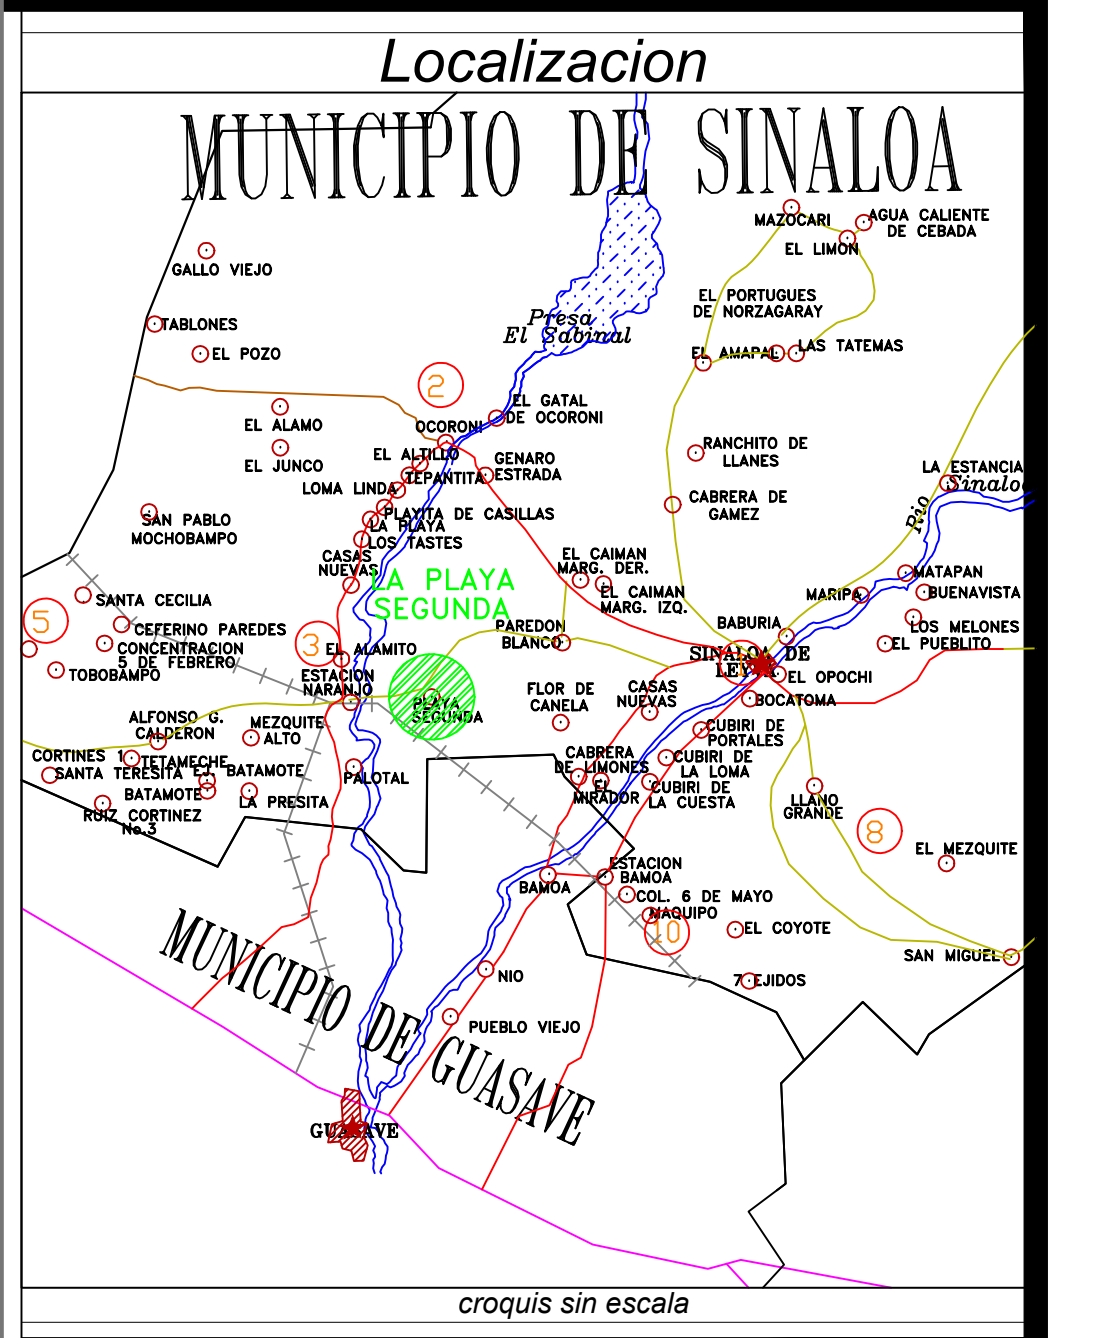 Localizacion
MUNICIPIO DE SINALOA
MAZOCARI
AGUA CALIENTE
DE CEBADA
EL LIMON
GALLO VIEJO
EL PORTUGUES
DE NORZAGARAY
TABLONES
Presa
El Sabinal
EL POZO
EL AMAPAL
LAS TATEMAS
2
EL GATAL
DE OCORONI
EL ALAMO
OCORONI
EL JUNCO
EL ALTILLO
GENARO
ESTRADA
RANCHITO DE
LLANES
LA ESTANCIA
Sinaloa
Rio
TEPANTITA
LOMA LINDA
CABRERA DE
GAMEZ
SAN PABLO
MOCHOBAMPO
PLAYITA DE CASILLAS
LA PLAYA
LOS TASTES
CASAS
NUEVAS
EL CAIMAN
MARG. DER.
LA PLAYA
SEGUNDA
EL CAIMAN
MARG. IZQ.
MATAPAN
MARIPA
BUENAVISTA
SANTA CECILIA
5
CEFERINO PAREDES
PAREDON
BLANCO
BABURIA
LOS MELONES
EL PUEBLITO
3
CONCENTRACION
5 DE FEBRERO
EL ALAMITO
SINALOA DE
LEYVA
TOBOBAMPO
ESTACION
NARANJO
EL OPOCHI
FLOR DE
CANELA
CASAS
NUEVAS
BOCATOMA
PLAYA
SEGUNDA
ALFONSO G.
CALDERON
MEZQUITE
ALTO
CUBIRI DE
PORTALES
CORTINES 1
TETAMECHE
CABRERA
DE LIMONES
CUBIRI DE
LA LOMA
SANTA TERESITA
EJ. BATAMOTE
PALOTAL
EL
MIRADOR
CUBIRI DE
LA CUESTA
BATAMOTE
LA PRESITA
LLANO
GRANDE
RUIZ CORTINEZ
No.3
8
EL MEZQUITE
ESTACION
BAMOA
BAMOA
COL. 6 DE MAYO
MAQUIPO
10
EL COYOTE
SAN MIGUEL
NIO
7 EJIDOS
MUNICIPIO DE GUASAVE
PUEBLO VIEJO
GUASAVE
croquis sin escala